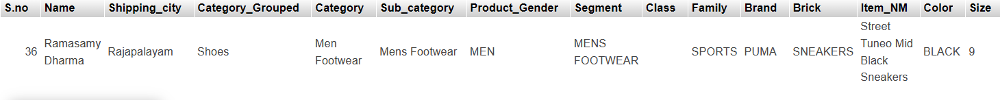 S.no Name Shipping_city Category_Grouped Category Sub_category Product_Gender Segment Class Family Brand Brick Item_NM Color Size
36 Ramasamy Dharma Rajapalayam Shoes Men Footwear Mens Footwear MEN MENS FOOTWEAR SPORTS PUMA SNEAKERS Street Tuneo Mid Black Sneakers BLACK 9